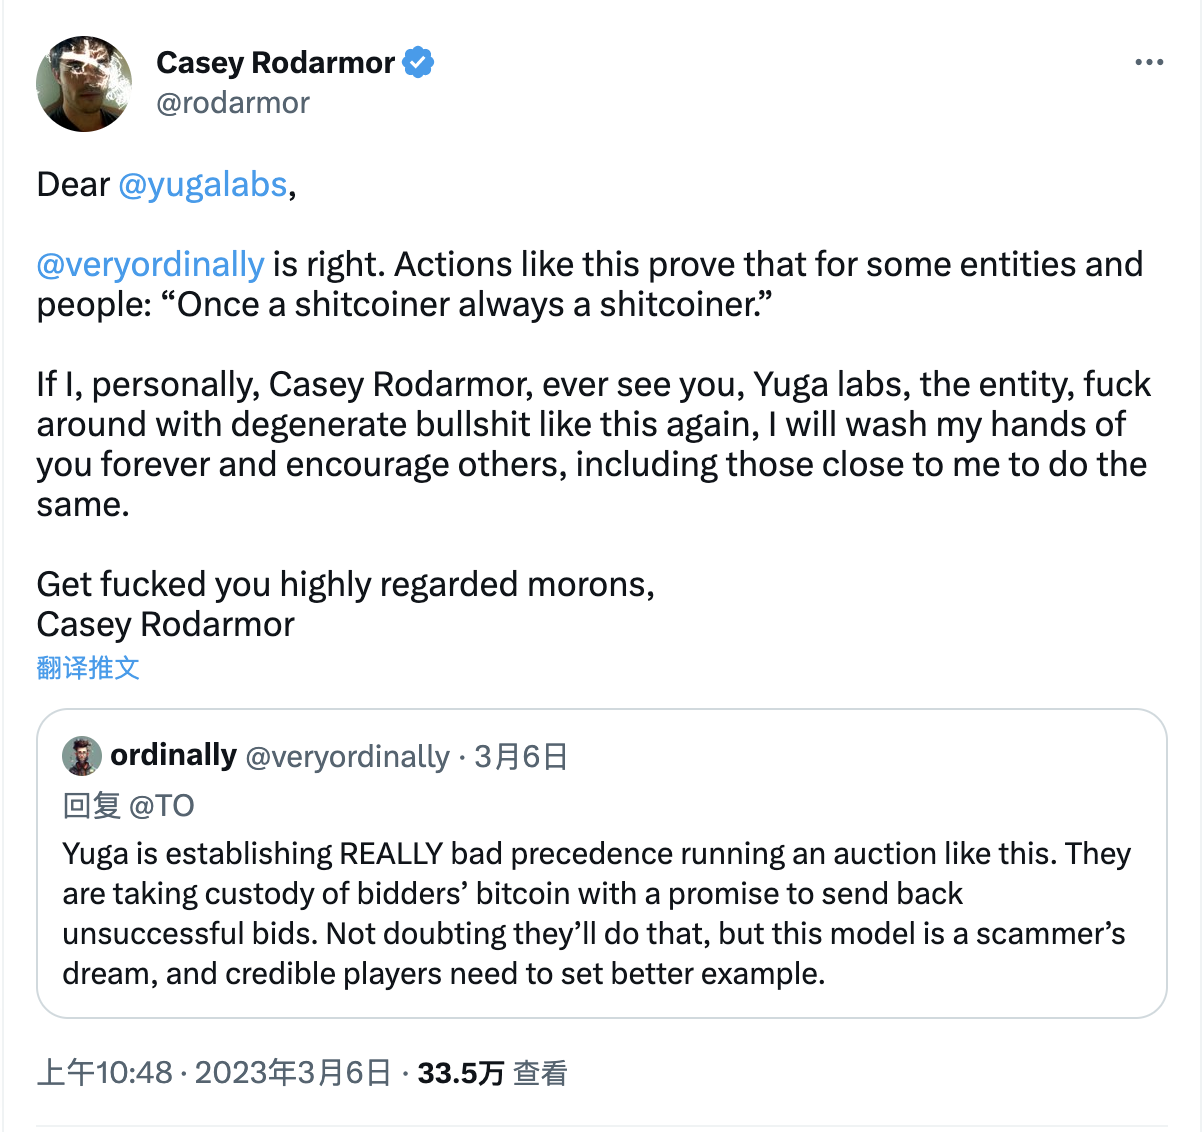 Casey Rodarmor
@rodarmor
Dear @yugalabs,
@veryordinally is right. Actions like this prove that for some entities and
people: “Once a shitcoiner always a shitcoiner.”
If I, personally, Casey Rodarmor, ever see you, Yuga labs, the entity, fuck
around with degenerate bullshit like this again, I will wash my hands of
you forever and encourage others, including those close to me to do the
same.
Get fucked you highly regarded morons,
Casey Rodarmor
翻译推文
ordinally @veryordinally · 3月6日
回复 @TO
Yuga is establishing REALLY bad precedence running an auction like this. They
are taking custody of bidders’ bitcoin with a promise to send back
unsuccessful bids. Not doubting they’ll do that, but this model is a scammer’s
dream, and credible players need to set better example.
上午10:48 · 2023年3月6日 · 33.5万 查看